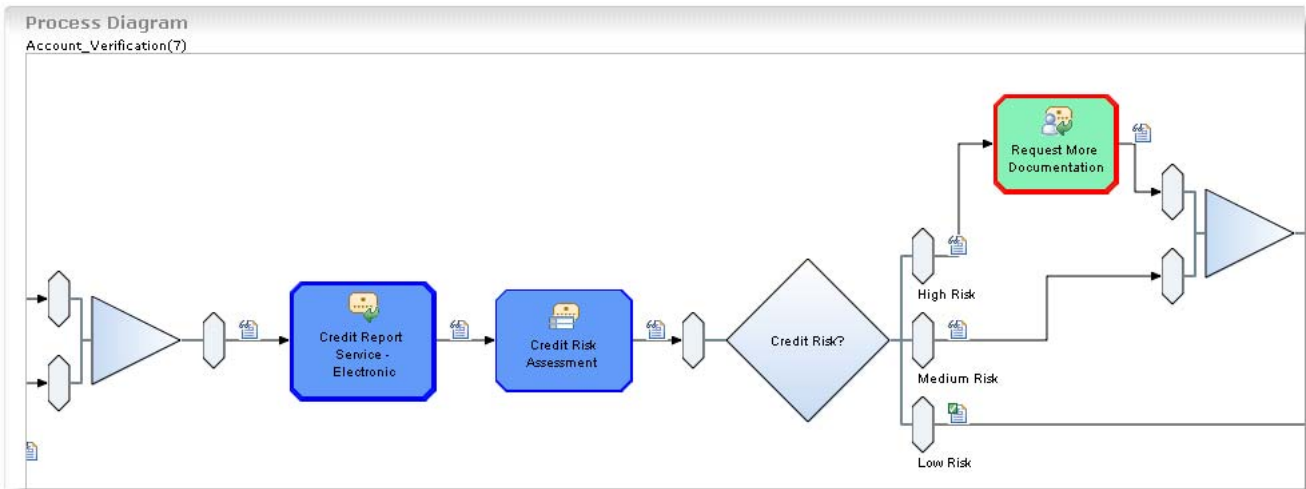 Process Diagram
Account_Verification(7)
Request More
Documentation
High Risk
Credit Report
Service -
Electronic
Credit Risk
Assessment
Credit Risk?
Medium Risk
Low Risk